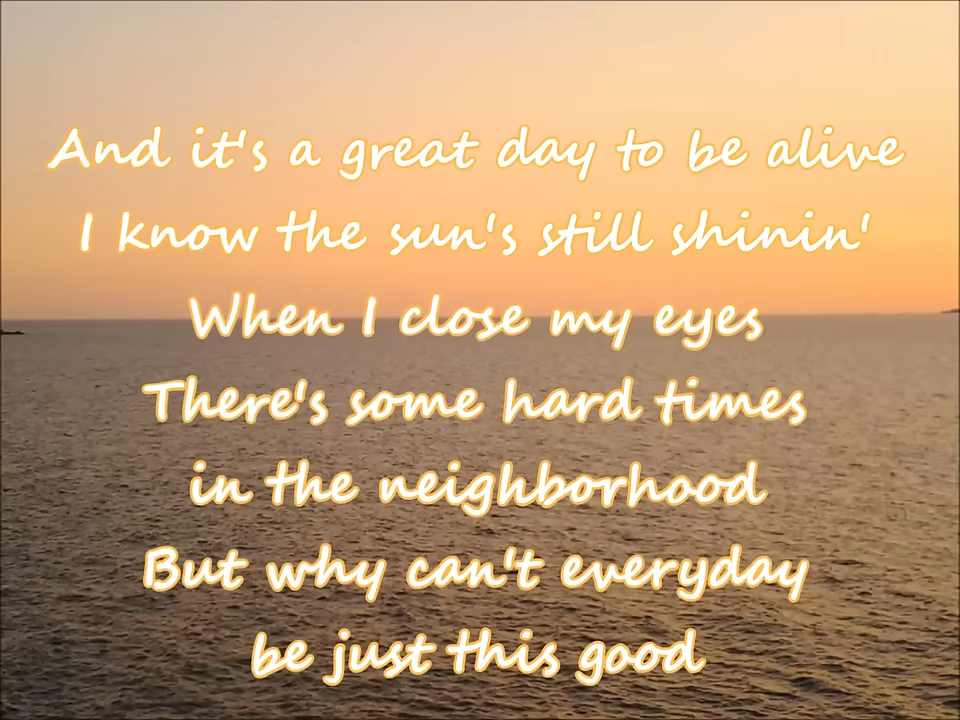 And it's a great day to be alive
I know the sun's still shinin'
When I close my eyes
There's some hard times
in the neighborhood
But why can't everyday
be just this good